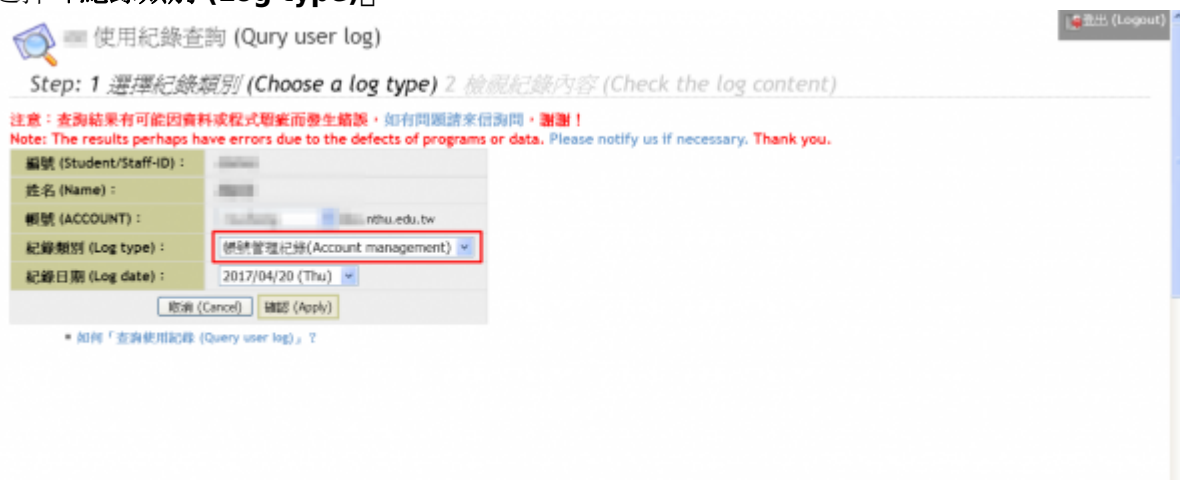 紀錄類別 (Log type)
登出 (Logout)
使用紀錄查詢 (Qury user log)
Step: 1 選擇紀錄類別 (Choose a log type) 2 檢視紀錄內容 (Check the log content)
注意：查詢結果有可能因資料或程式瑕疵而發生錯誤，如有問題請來信詢問，謝謝！
Note: The results perhaps have errors due to the defects of programs or data. Please notify us if necessary. Thank you.
編號 (Student/Staff-ID)：
姓名 (Name)：
帳號 (ACCOUNT)： .nthu.edu.tw
紀錄類別 (Log type)： 帳號管理紀錄(Account management)
紀錄日期 (Log date)： 2017/04/20 (Thu)
取消 (Cancel) 確認 (Apply)
如何「查詢使用記錄 (Query user log)」？